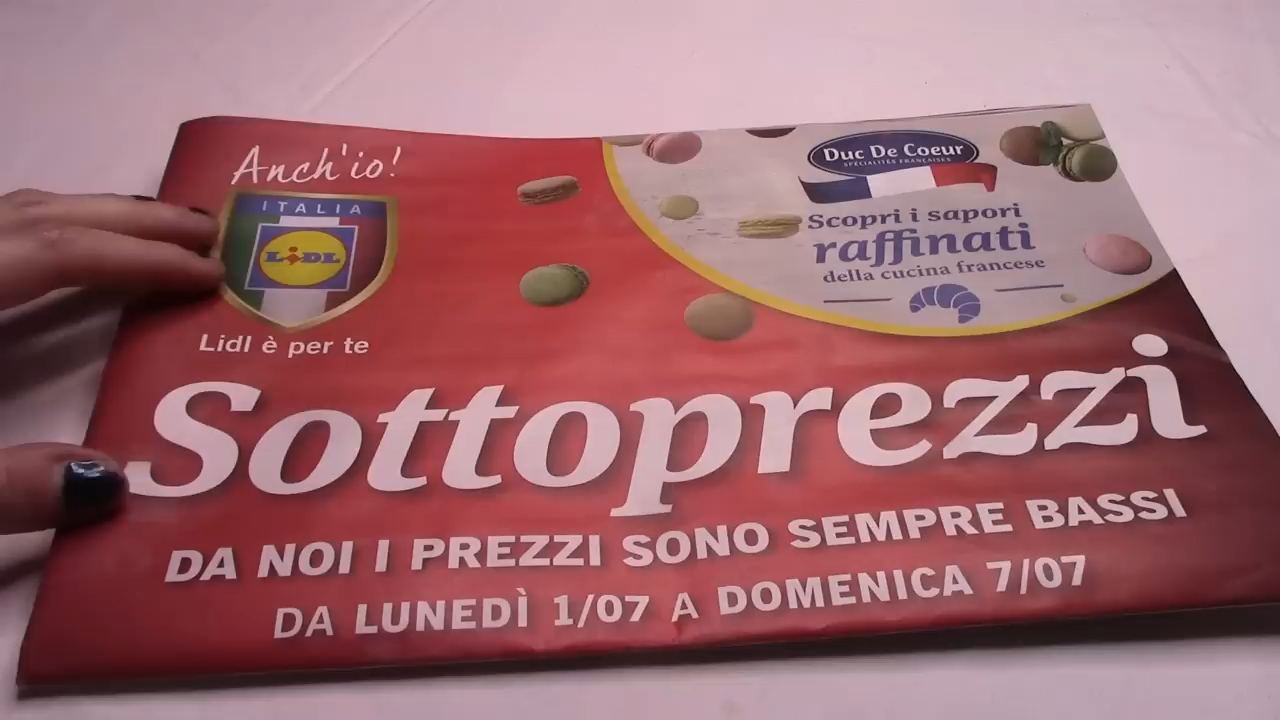 Anch'io!
ITALIA
LIDL
Lidl è per te
Duc De Coeur
SPÉCIALITÉS FRANÇAISES
Scopri i sapori
raffinati
della cucina francese
Sottoprezzi
DA NOI I PREZZI SONO SEMPRE BASSI
DA LUNEDÌ 1/07 A DOMENICA 7/07